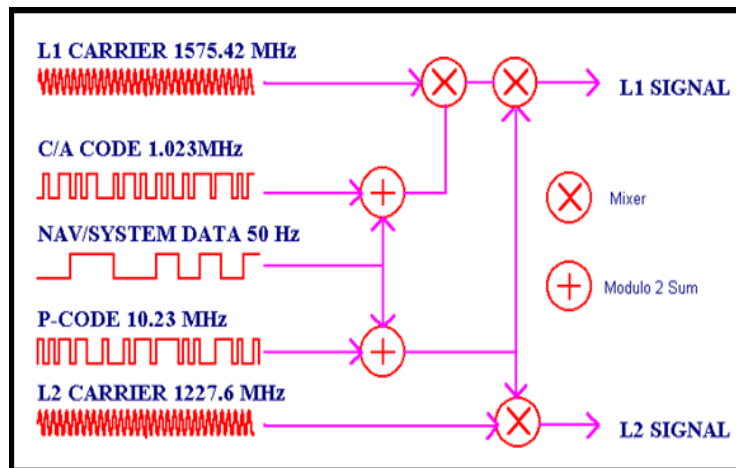 L1 CARRIER 1575.42 MHz
L1 SIGNAL
C/A CODE 1.023MHz
Mixer
NAV/SYSTEM DATA 50 Hz
Modulo 2 Sum
P-CODE 10.23 MHz
L2 CARRIER 1227.6 MHz
L2 SIGNAL